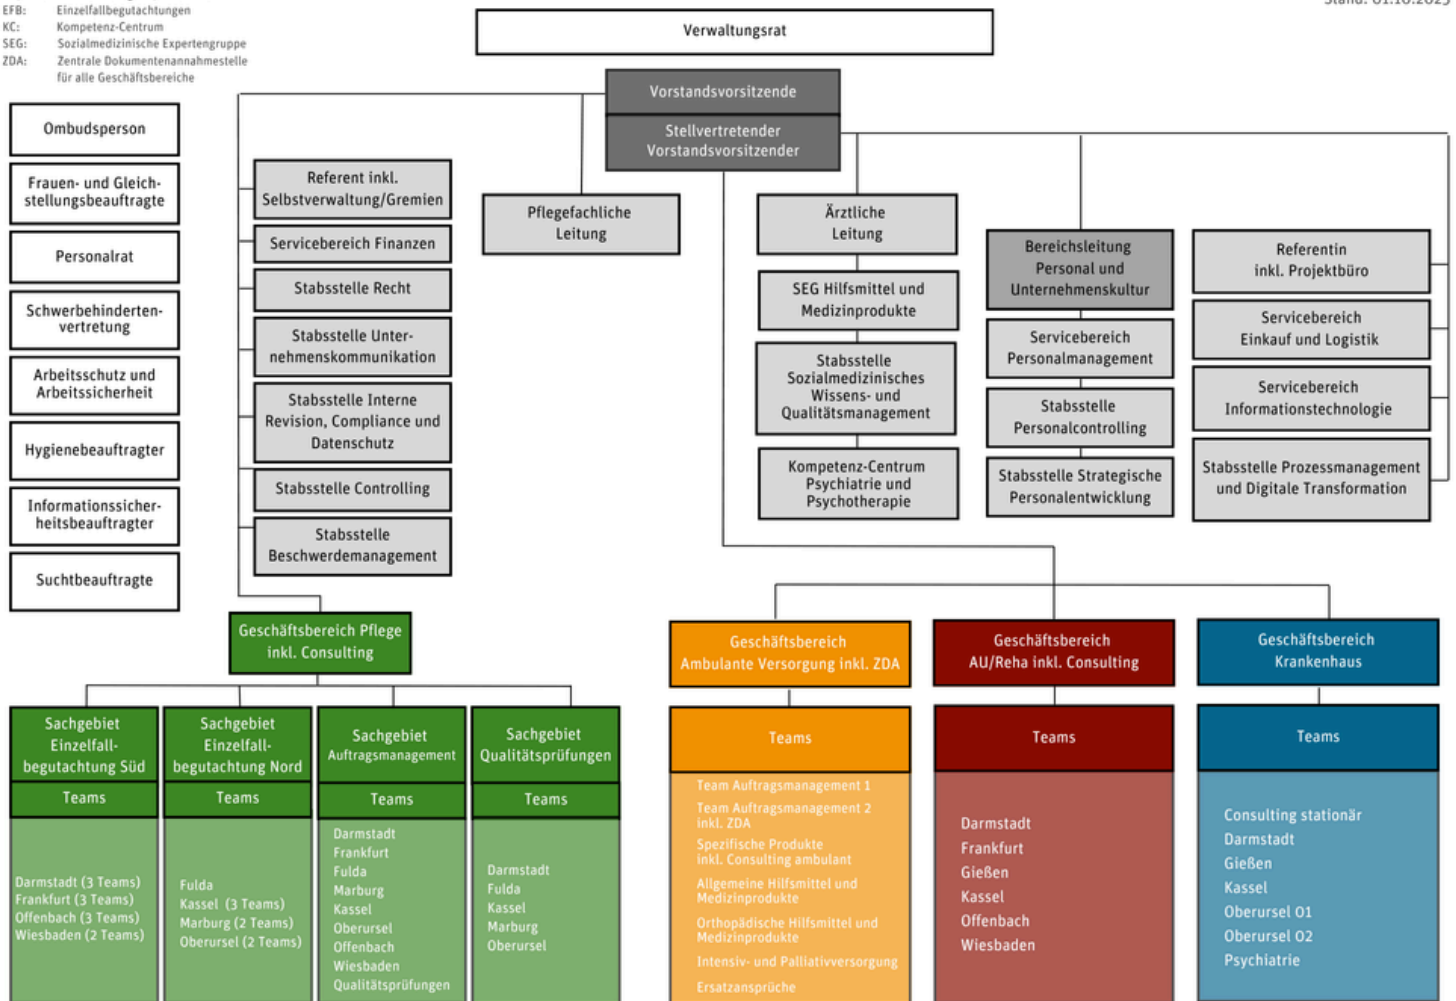 EFB: Einzelfallbegutachtungen
KC: Kompetenz-Centrum
SEG: Sozialmedizinische Expertengruppe
ZDA: Zentrale Dokumentenannahmestelle
für alle Geschäftsbereiche
Verwaltungsrat
Vorstandsvorsitzende
Stellvertretender
Vorstandsvorsitzender
Ombudsperson
Frauen- und Gleich-
stellungsbeauftragte
Personalrat
Schwerbehinderten-
vertretung
Arbeitsschutz und
Arbeitssicherheit
Hygienebeauftragter
Informationssicher-
heitsbeauftragter
Suchtbeauftragte
Referent inkl.
Selbstverwaltung/Gremien
Servicebereich Finanzen
Stabsstelle Recht
Stabsstelle Unter-
nehmenskommunikation
Stabsstelle Interne
Revision, Compliance und
Datenschutz
Stabsstelle Controlling
Stabsstelle
Beschwerdemanagement
Pflegefachliche
Leitung
Ärztliche
Leitung
SEG Hilfsmittel und
Medizinprodukte
Stabsstelle
Sozialmedizinisches
Wissens- und
Qualitätsmanagement
Kompetenz-Centrum
Psychiatrie und
Psychotherapie
Bereichsleitung
Personal und
Unternehmenskultur
Servicebereich
Personalmanagement
Stabsstelle
Personalcontrolling
Stabsstelle Strategische
Personalentwicklung
Referentin
inkl. Projektbüro
Servicebereich
Einkauf und Logistik
Servicebereich
Informationstechnologie
Stabsstelle Prozessmanagement
und Digitale Transformation
Geschäftsbereich Pflege
inkl. Consulting
Sachgebiet
Einzelfall-
begutachtung Süd
Teams
Darmstadt (3 Teams)
Frankfurt (3 Teams)
Offenbach (3 Teams)
Wiesbaden (2 Teams)
Sachgebiet
Einzelfall-
begutachtung Nord
Teams
Fulda
Kassel (3 Teams)
Marburg (2 Teams)
Oberursel (2 Teams)
Sachgebiet
Auftragsmanagement
Teams
Darmstadt
Frankfurt
Fulda
Marburg
Kassel
Oberursel
Offenbach
Wiesbaden
Qualitätsprüfungen
Sachgebiet
Qualitätsprüfungen
Teams
Darmstadt
Fulda
Kassel
Marburg
Oberursel
Geschäftsbereich
Ambulante Versorgung inkl. ZDA
Teams
Team Auftragsmanagement 1
Team Auftragsmanagement 2
inkl. ZDA
Spezifische Produkte
inkl. Consulting ambulant
Allgemeine Hilfsmittel und
Medizinprodukte
Orthopädische Hilfsmittel und
Medizinprodukte
Intensiv- und Palliativversorgung
Ersatzansprüche
Geschäftsbereich
AU/Reha inkl. Consulting
Teams
Darmstadt
Frankfurt
Gießen
Kassel
Offenbach
Wiesbaden
Geschäftsbereich
Krankenhaus
Teams
Consulting stationär
Darmstadt
Gießen
Kassel
Oberursel O1
Oberursel O2
Psychiatrie